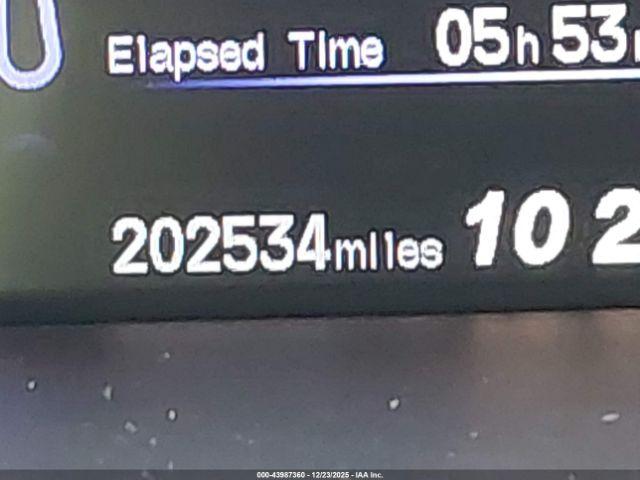 Elapsed Time 05h 53
202534miles 10 2
000-43987360 - 12/23/2025 - IAA Inc.